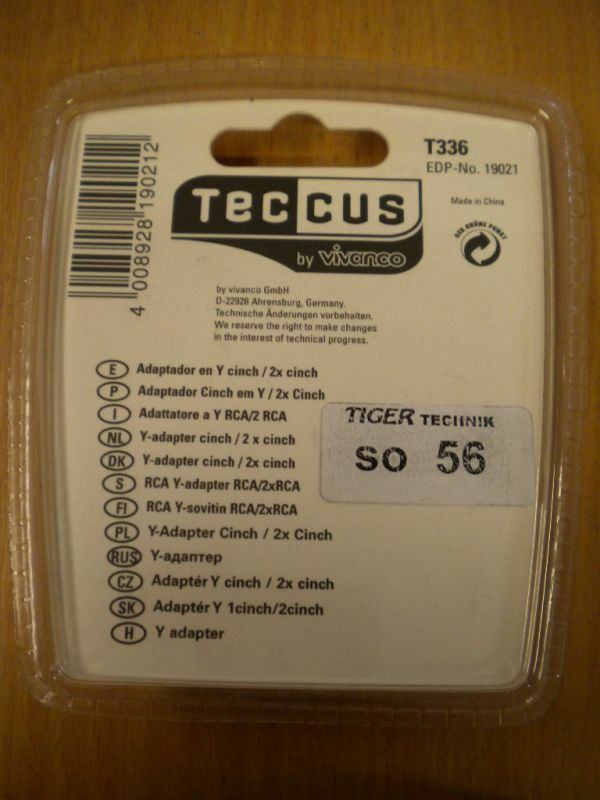 4 008928 190212
T336
EDP-No. 19021
Made in China
DER GRÜNE PUNKT
TECCUS
by vivanco
by vivanco GmbH
D-22926 Ahrensburg, Germany.
Technische Änderungen vorbehalten.
We reserve the right to make changes
in the interest of technical progress.
E Adaptador en Y cinch / 2x cinch
P Adaptador Cinch em Y / 2x Cinch
I Adattatore a Y RCA/2 RCA
NL Y-adapter cinch / 2 x cinch
DK Y-adapter cinch / 2x cinch
S RCA Y-adapter RCA/2xRCA
FI RCA Y-sovitin RCA/2xRCA
PL Y-Adapter Cinch / 2x Cinch
RUS Y-адаптер
CZ Adaptér Y cinch / 2x cinch
SK Adaptér Y 1cinch/2cinch
H Y adapter
TIGER TECHNIK
SO 56